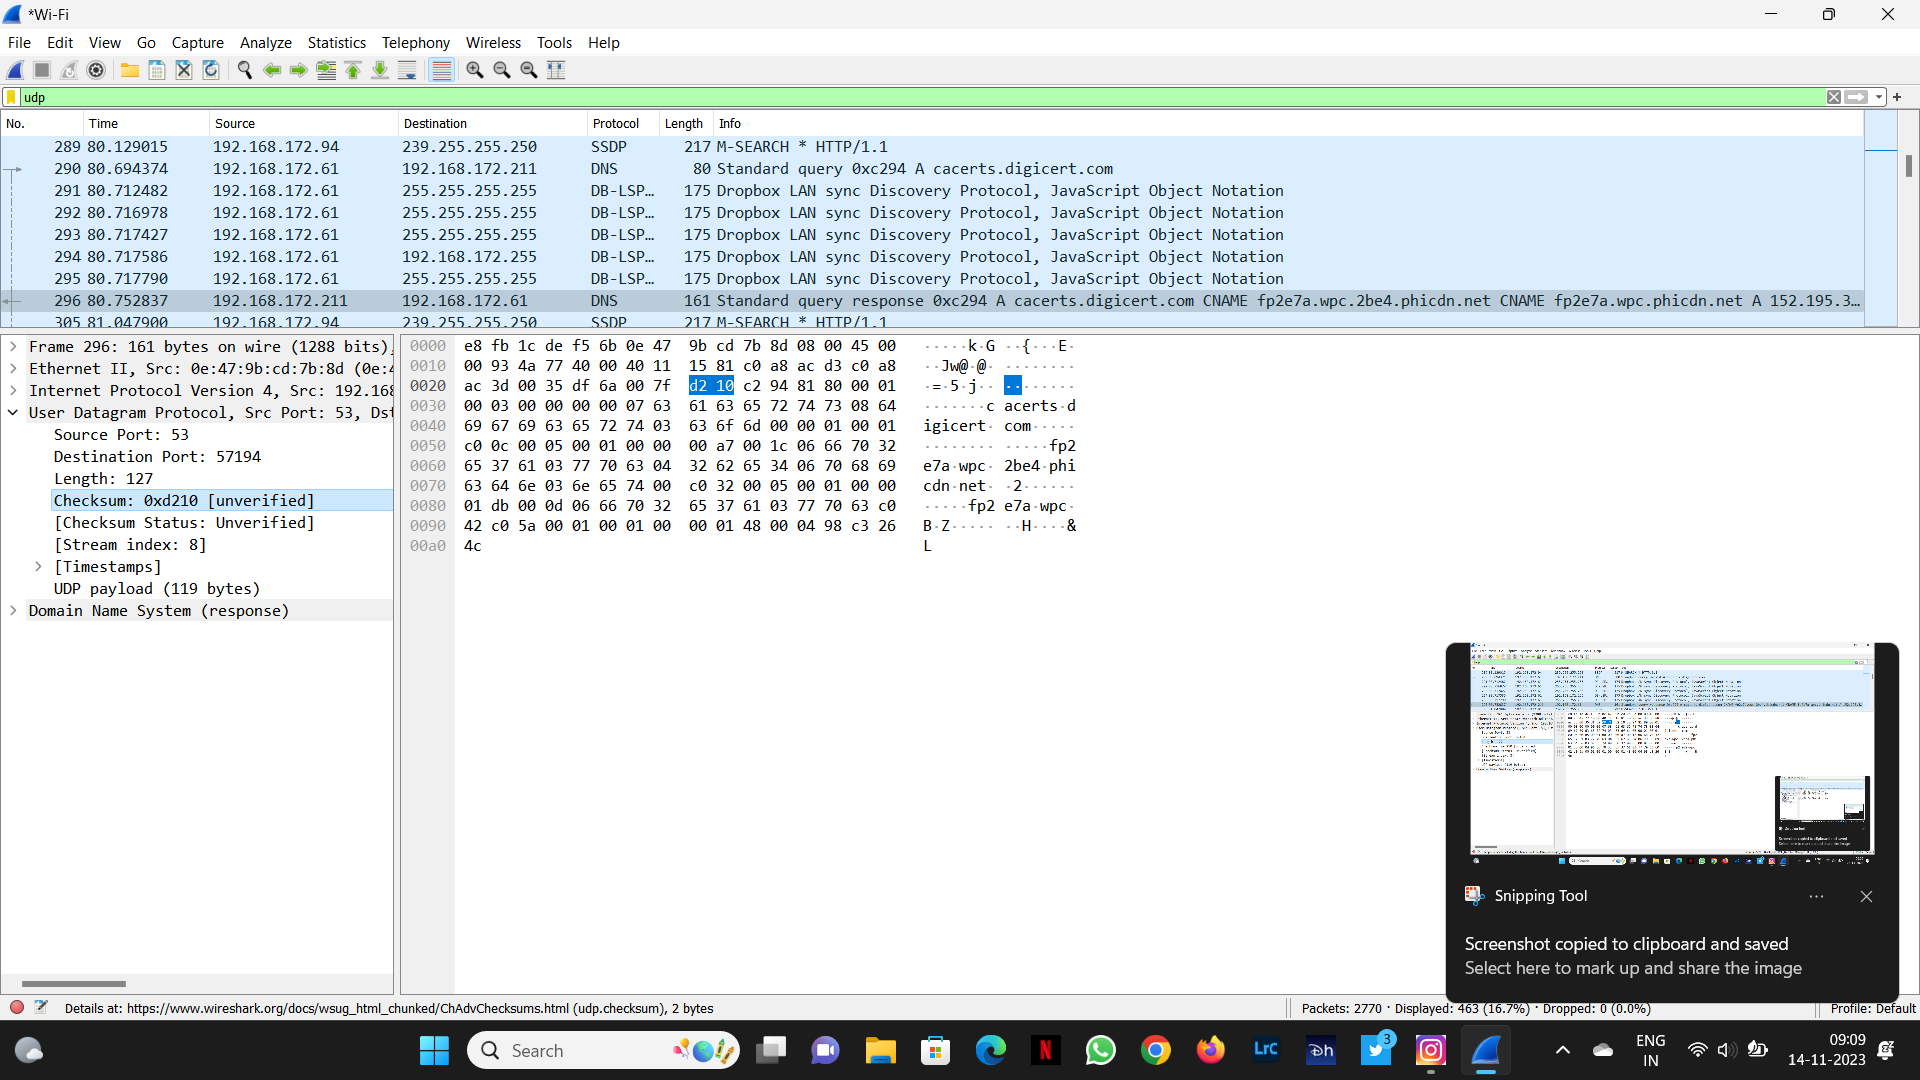 *Wi-Fi
File Edit View Go Capture Analyze Statistics Telephony Wireless Tools Help
udp
No. Time Source Destination Protocol Length Info
289 80.129015 192.168.172.94 239.255.255.250 SSDP 217 M-SEARCH * HTTP/1.1
290 80.694374 192.168.172.61 192.168.172.211 DNS 80 Standard query 0xc294 A cacerts.digicert.com
291 80.712482 192.168.172.61 255.255.255.255 DB-LSP… 175 Dropbox LAN sync Discovery Protocol, JavaScript Object Notation
292 80.716978 192.168.172.61 255.255.255.255 DB-LSP… 175 Dropbox LAN sync Discovery Protocol, JavaScript Object Notation
293 80.717427 192.168.172.61 255.255.255.255 DB-LSP… 175 Dropbox LAN sync Discovery Protocol, JavaScript Object Notation
294 80.717586 192.168.172.61 192.168.172.255 DB-LSP… 175 Dropbox LAN sync Discovery Protocol, JavaScript Object Notation
295 80.717790 192.168.172.61 255.255.255.255 DB-LSP… 175 Dropbox LAN sync Discovery Protocol, JavaScript Object Notation
296 80.752837 192.168.172.211 192.168.172.61 DNS 161 Standard query response 0xc294 A cacerts.digicert.com CNAME fp2e7a.wpc.2be4.phicdn.net CNAME fp2e7a.wpc.phicdn.net A 152.195.3…
305 81.047900 192.168.172.94 239.255.255.250 SSDP 217 M-SEARCH * HTTP/1.1
Frame 296: 161 bytes on wire (1288 bits),
Ethernet II, Src: 0e:47:9b:cd:7b:8d (0e:4
Internet Protocol Version 4, Src: 192.168
User Datagram Protocol, Src Port: 53, Dst
Source Port: 53
Destination Port: 57194
Length: 127
Checksum: 0xd210 [unverified]
[Checksum Status: Unverified]
[Stream index: 8]
[Timestamps]
UDP payload (119 bytes)
Domain Name System (response)
0000 e8 fb 1c de f5 6b 0e 47 9b cd 7b 8d 08 00 45 00 ·····k·G ··{···E·
0010 00 93 4a 77 40 00 40 11 15 81 c0 a8 ac d3 c0 a8 ··Jw@·@· ········
0020 ac 3d 00 35 df 6a 00 7f d2 10 c2 94 81 80 00 01 ·=·5·j·· ········
0030 00 03 00 00 00 00 07 63 61 63 65 72 74 73 08 64 ·······c acerts·d
0040 69 67 69 63 65 72 74 03 63 6f 6d 00 00 01 00 01 igicert· com·····
0050 c0 0c 00 05 00 01 00 00 00 a7 00 1c 06 66 70 32 ········ ·····fp2
0060 65 37 61 03 77 70 63 04 32 62 65 34 06 70 68 69 e7a·wpc· 2be4·phi
0070 63 64 6e 03 6e 65 74 00 c0 32 00 05 00 01 00 00 cdn·net· ·2······
0080 01 db 00 0d 06 66 70 32 65 37 61 03 77 70 63 c0 ·····fp2 e7a·wpc·
0090 42 c0 5a 00 01 00 01 00 00 01 48 00 04 98 c3 26 B·Z····· ··H····&
00a0 4c L
Snipping Tool
Screenshot copied to clipboard and saved
Select here to mark up and share the image
Details at: https://www.wireshark.org/docs/wsug_html_chunked/ChAdvChecksums.html (udp.checksum), 2 bytes
Packets: 2770 · Displayed: 463 (16.7%) · Dropped: 0 (0.0%)
Profile: Default
Search
N
LrC
Dh
3
ENG
IN
09:09
14-11-2023